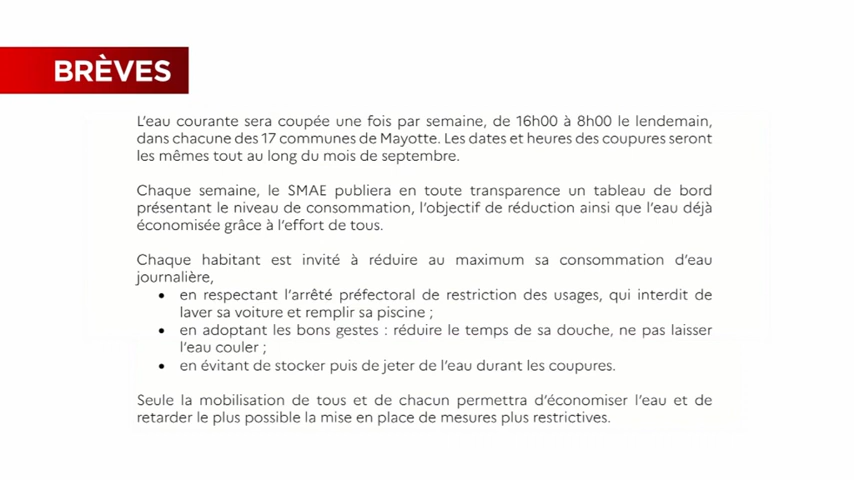 BRÈVES
L'eau courante sera coupée une fois par semaine, de 16h00 à 8h00 le lendemain,
dans chacune des 17 communes de Mayotte. Les dates et heures des coupures seront
les mêmes tout au long du mois de septembre.
Chaque semaine, le SMAE publiera en toute transparence un tableau de bord
présentant le niveau de consommation, l'objectif de réduction ainsi que l'eau déjà
économisée grâce à l'effort de tous.
Chaque habitant est invité à réduire au maximum sa consommation d'eau
journalière,
• en respectant l'arrêté préfectoral de restriction des usages, qui interdit de
laver sa voiture et remplir sa piscine ;
• en adoptant les bons gestes : réduire le temps de sa douche, ne pas laisser
l'eau couler ;
• en évitant de stocker puis de jeter de l'eau durant les coupures.
Seule la mobilisation de tous et de chacun permettra d'économiser l'eau et de
retarder le plus possible la mise en place de mesures plus restrictives.